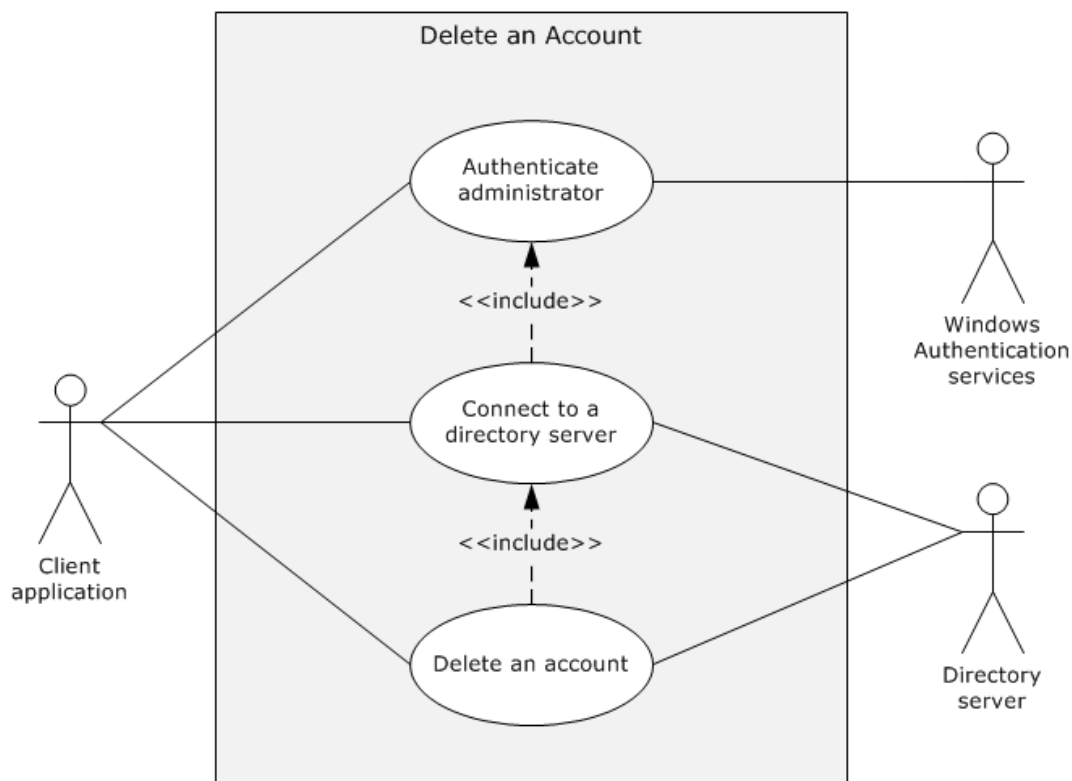 Delete an Account
Authenticate
administrator
<<include>>
Windows
Authentication
services
Connect to a
directory server
<<include>>
Client
application
Delete an account
Directory
server